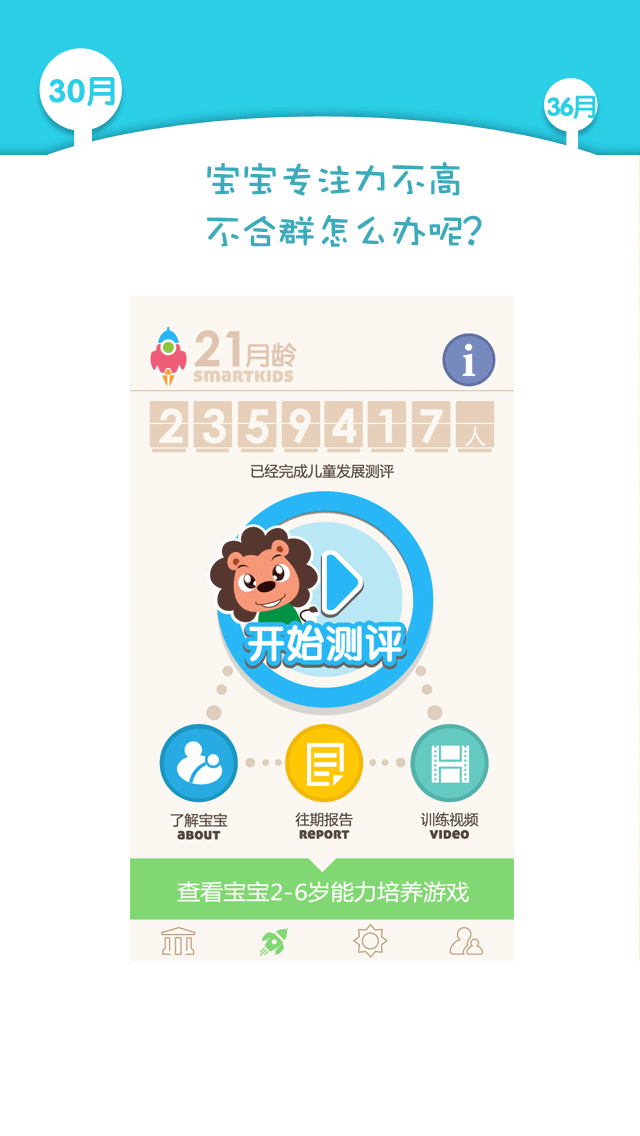 30月
36月
宝宝专注力不高
不合群怎么办呢?
21月龄
SMARTKIDS
i
2359417人
已经完成儿童发展测评
开始测评
了解宝宝
ABOUT
往期报告
REPORT
训练视频
VIDEO
查看宝宝2-6岁能力培养游戏